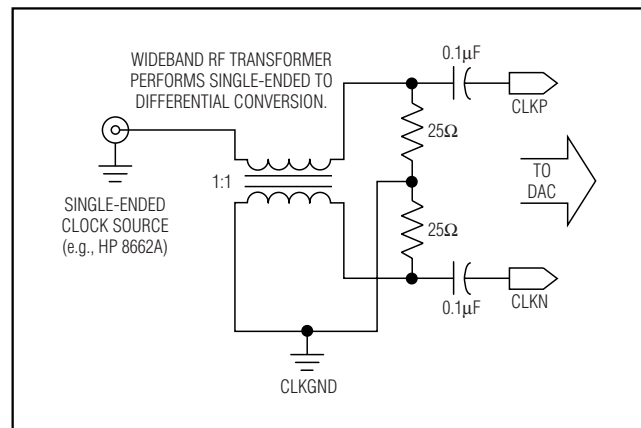 WIDEBAND RF TRANSFORMER
PERFORMS SINGLE-ENDED TO
DIFFERENTIAL CONVERSION.
0.1μF
CLKP
25Ω
1:1
TO
DAC
SINGLE-ENDED
CLOCK SOURCE
(e.g., HP 8662A)
25Ω
0.1μF
CLKN
CLKGND